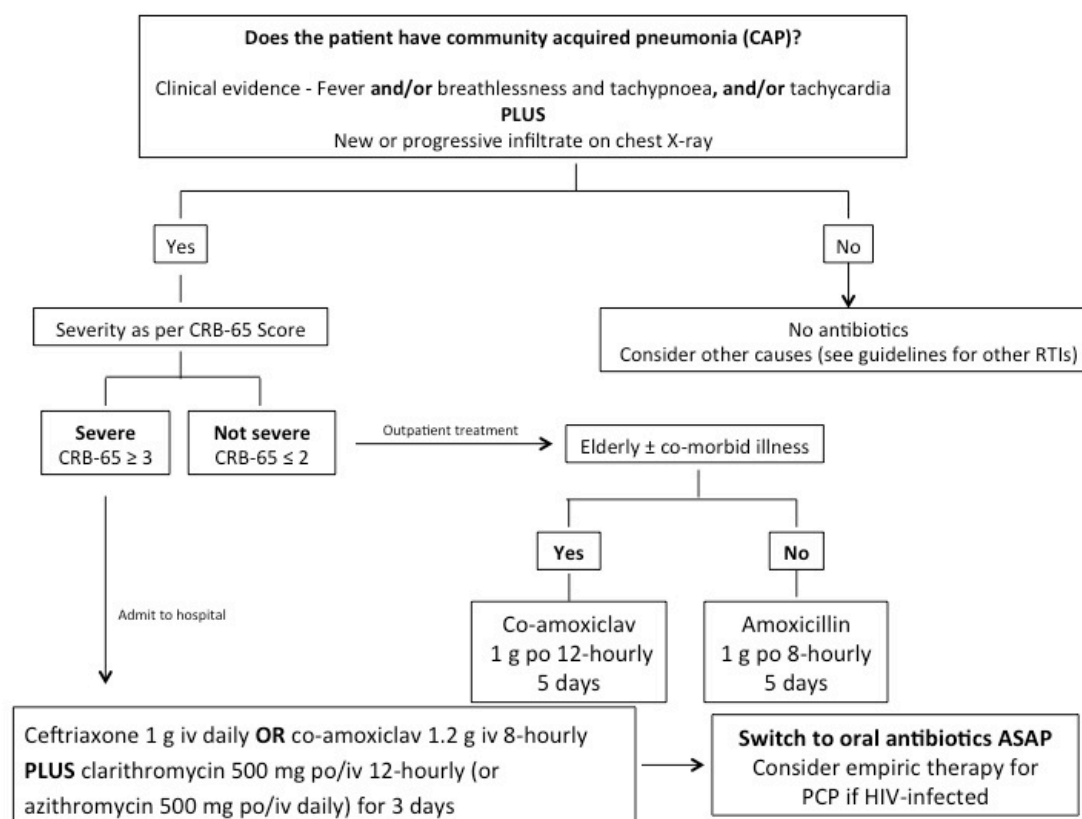 Does the patient have community acquired pneumonia (CAP)?
Clinical evidence - Fever and/or breathlessness and tachypnoea, and/or tachycardia
PLUS
New or progressive infiltrate on chest X-ray
Yes
No
Severity as per CRB-65 Score
No antibiotics
Consider other causes (see guidelines for other RTIs)
Severe
CRB-65 ≥ 3
Not severe
CRB-65 ≤ 2
Outpatient treatment
Elderly ± co-morbid illness
Yes
No
Admit to hospital
Co-amoxiclav
1 g po 12-hourly
5 days
Amoxicillin
1 g po 8-hourly
5 days
Ceftriaxone 1 g iv daily OR co-amoxiclav 1.2 g iv 8-hourly
PLUS clarithromycin 500 mg po/iv 12-hourly (or
azithromycin 500 mg po/iv daily) for 3 days
Switch to oral antibiotics ASAP
Consider empiric therapy for
PCP if HIV-infected